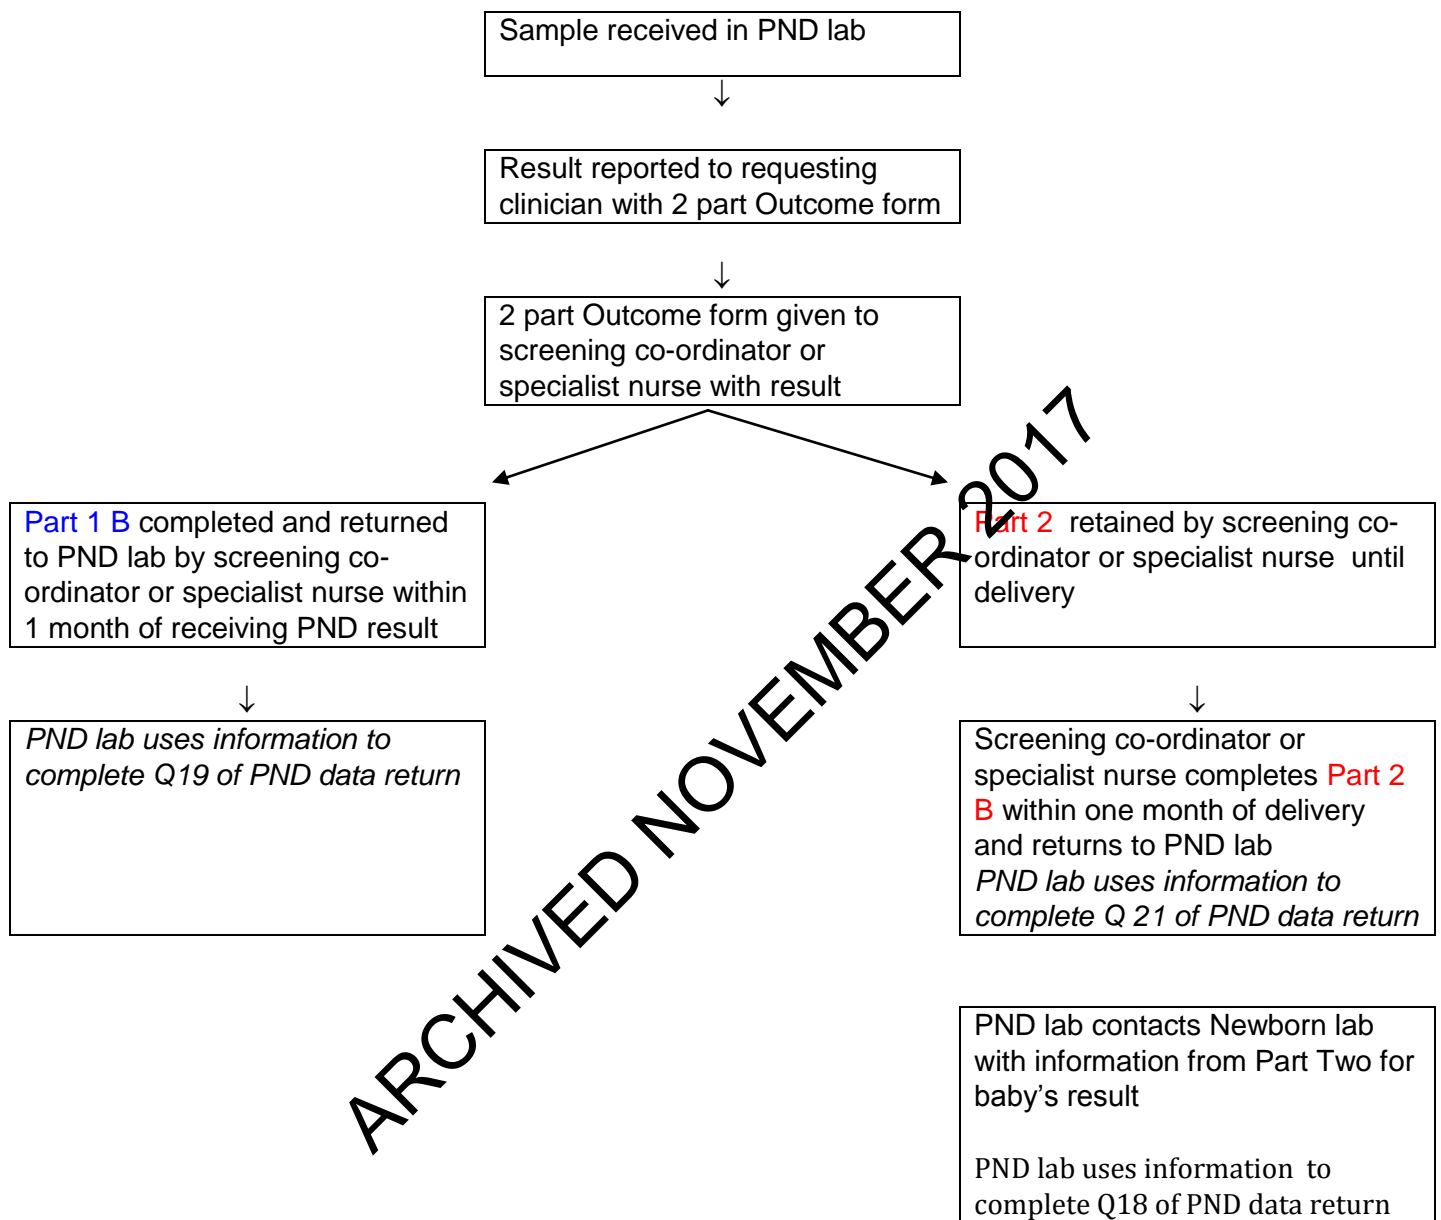 Sample received in PND lab
↓
Result reported to requesting
clinician with 2 part Outcome form
↓
2 part Outcome form given to
screening co-ordinator or
specialist nurse with result
Part 1 B completed and returned
to PND lab by screening co-
ordinator or specialist nurse within
1 month of receiving PND result
↓
PND lab uses information to
complete Q19 of PND data return
Part 2  retained by screening co-
ordinator or specialist nurse  until
delivery
↓
Screening co-ordinator or
specialist nurse completes Part 2
B within one month of delivery
and returns to PND lab
PND lab uses information to
complete Q 21 of PND data return
PND lab contacts Newborn lab
with information from Part Two for
baby’s result
PND lab uses information  to
complete Q18 of PND data return
ARCHIVED NOVEMBER 2017